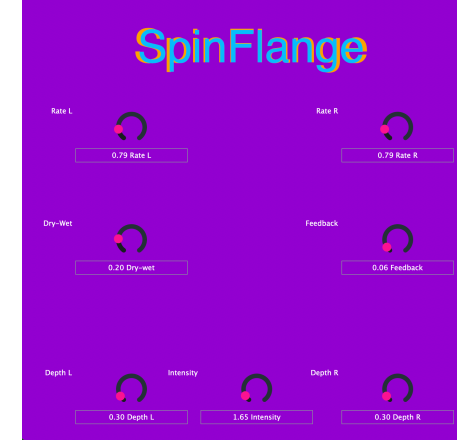 SpinFlange
Rate L
Rate R
0.79 Rate L
0.79 Rate R
Dry-Wet
Feedback
0.20 Dry-wet
0.06 Feedback
Depth L
Intensity
Depth R
0.30 Depth L
1.65 Intensity
0.30 Depth R